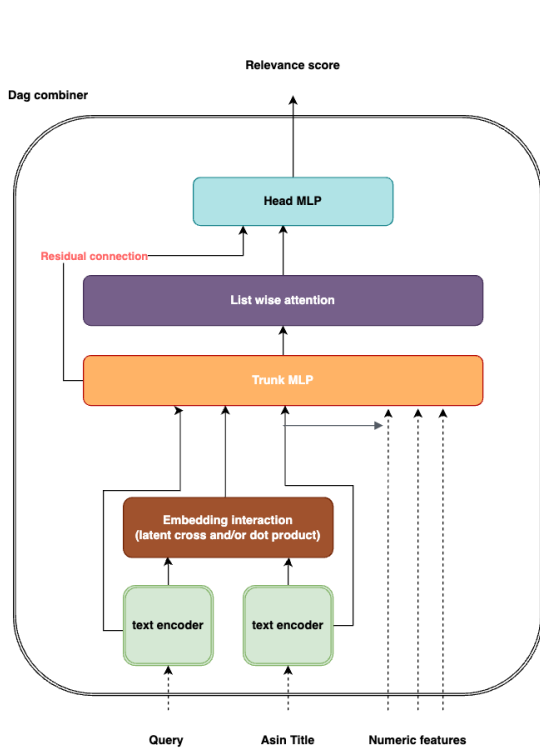 Relevance score
Dag combiner
Head MLP
Residual connection
List wise attention
Trunk MLP
Embedding interaction
(latent cross and/or dot product)
text encoder
text encoder
Query
Asin Title
Numeric features